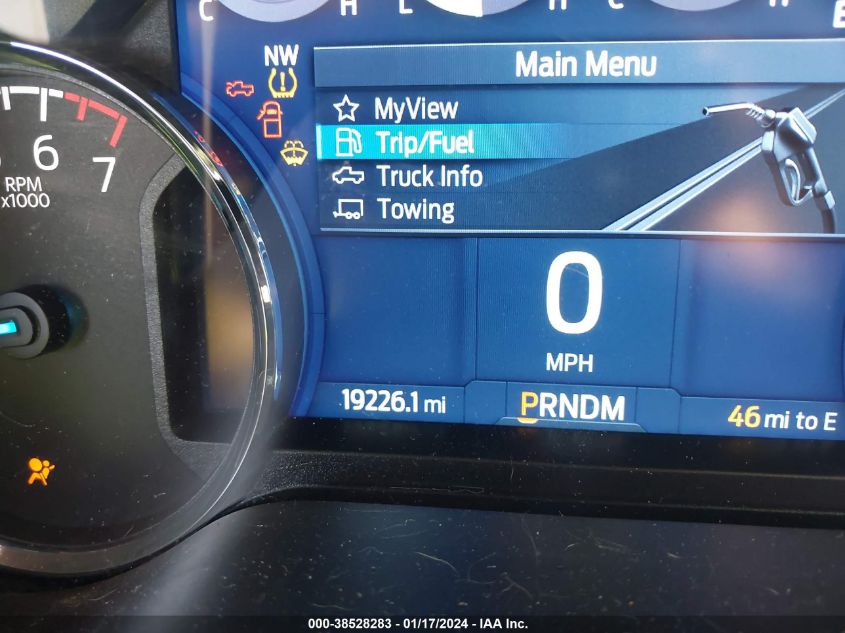 C H L H C H E
NW
Main Menu
MyView
Trip/Fuel
Truck Info
Towing
6
7
RPM
x1000
0
MPH
19226.1 mi
PRNDM
46 mi to E
000-38528283 - 01/17/2024 - IAA Inc.